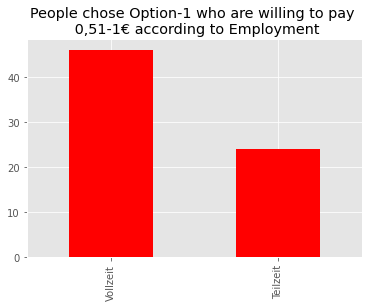 People chose Option-1 who are willing to pay
0,51-1€ according to Employment
40
30
20
10
0
Vollzeit
Teilzeit